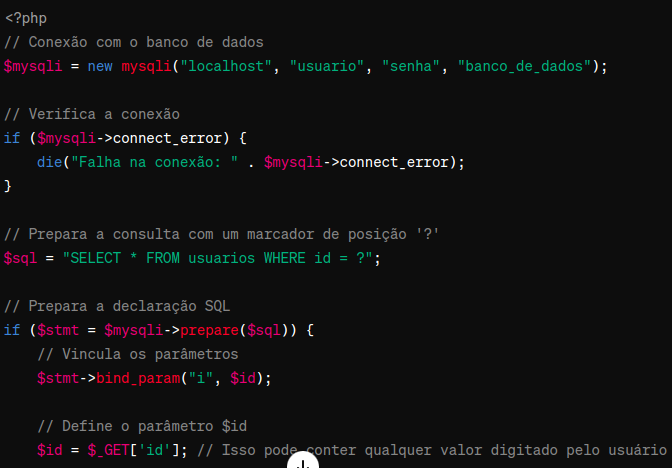 <?php
// Conexão com o banco de dados
$mysqli = new mysqli("localhost", "usuario", "senha", "banco_de_dados");
// Verifica a conexão
if ($mysqli->connect_error) {
die("Falha na conexão: " . $mysqli->connect_error);
}
// Prepara a consulta com um marcador de posição '?'
$sql = "SELECT * FROM usuarios WHERE id = ?";
// Prepara a declaração SQL
if ($stmt = $mysqli->prepare($sql)) {
// Vincula os parâmetros
$stmt->bind_param("i", $id);
// Define o parâmetro $id
$id = $_GET['id']; // Isso pode conter qualquer valor digitado pelo usuário